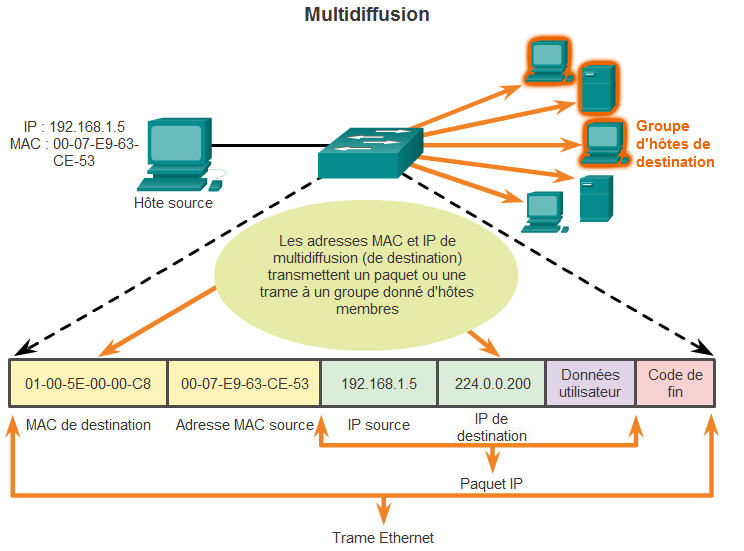 Multidiffusion
IP : 192.168.1.5
MAC : 00-07-E9-63-
CE-53
Hôte source
Groupe
d'hôtes de
destination
Les adresses MAC et IP de
multidiffusion (de destination)
transmettent un paquet ou une
trame à un groupe donné d'hôtes
membres
01-00-5E-00-00-C8
00-07-E9-63-CE-53
192.168.1.5
224.0.0.200
Données
utilisateur
Code de
fin
MAC de destination
Adresse MAC source
IP source
IP de
destination
Paquet IP
Trame Ethernet